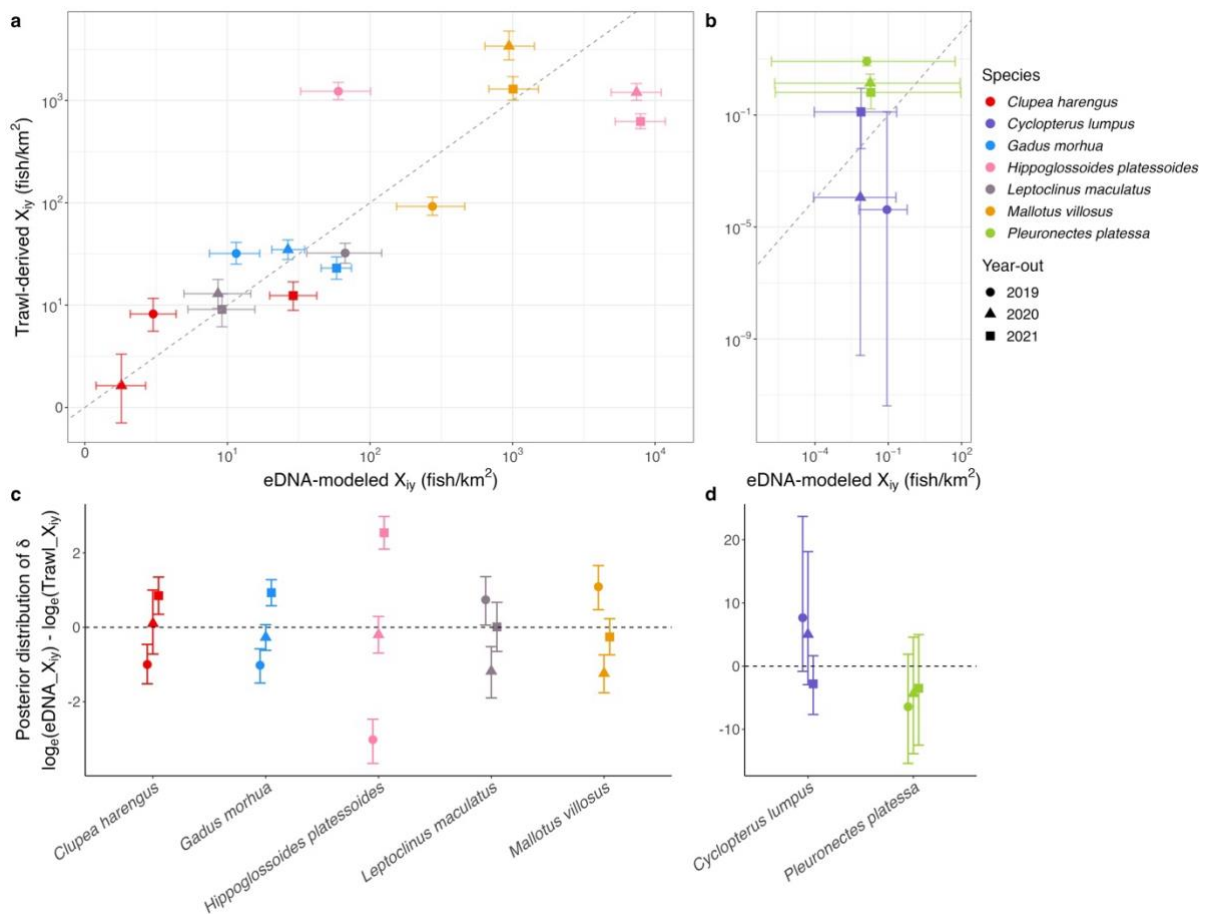 a
Trawl-derived X_iy (fish/km²)
10³
10²
10¹
0
0
10¹
10²
10³
10⁴
eDNA-modeled X_iy (fish/km²)
b
10⁻¹
10⁻⁵
10⁻⁹
10⁻⁴
10⁻¹
10²
eDNA-modeled X_iy (fish/km²)
Species
Clupea harengus
Cyclopterus lumpus
Gadus morhua
Hippoglossoides platessoides
Leptoclinus maculatus
Mallotus villosus
Pleuronectes platessa
Year-out
2019
2020
2021
c
Posterior distribution of δ
logₑ(eDNA_X_iy) - logₑ(Trawl_X_iy)
2
0
-2
Clupea harengus
Gadus morhua
Hippoglossoides platessoides
Leptoclinus maculatus
Mallotus villosus
d
20
10
0
-10
Cyclopterus lumpus
Pleuronectes platessa